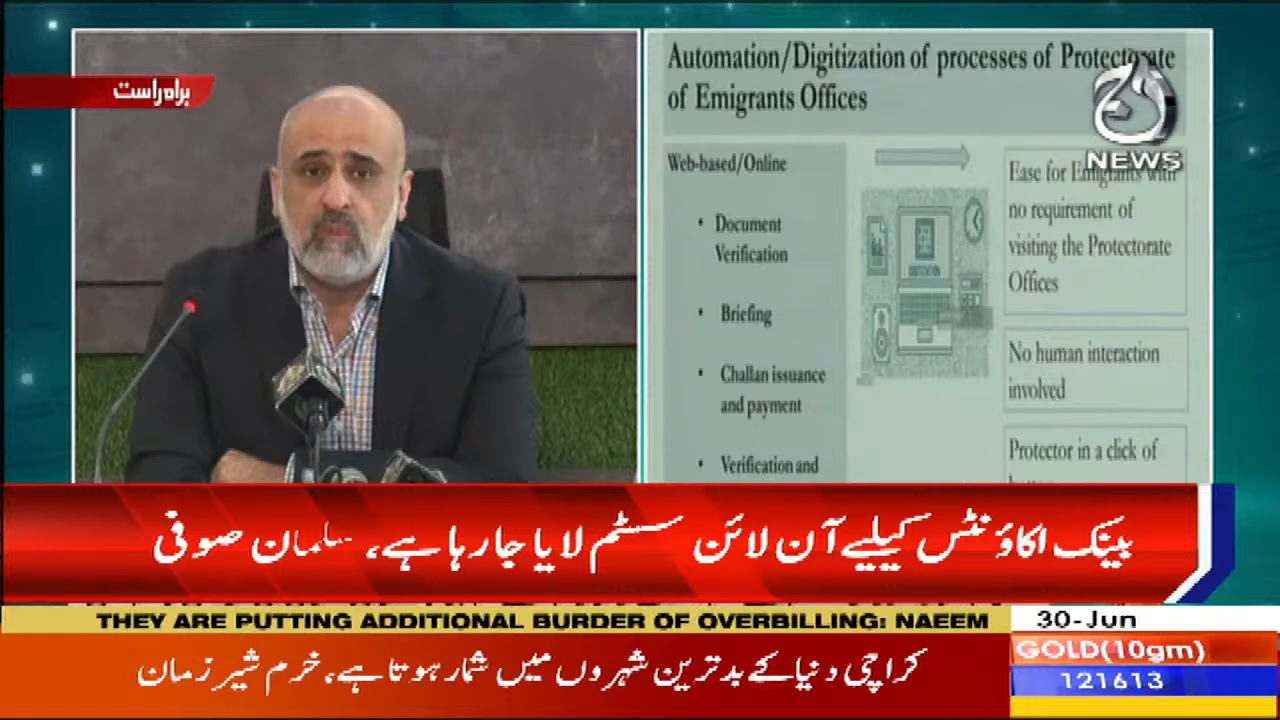 براہ راست
Automation/Digitization of processes of Protectorate
of Emigrants Offices
NEWS
Web-based/Online
• Document
Verification
• Briefing
• Challan issuance
and payment
• Verification and
Ease for Emigrants with
no requirement of
visiting the Protectorate
Offices
No human interaction
involved
Protector in a click of
بینک اکاؤنٹس کیلیے آن لائن سسٹم لایا جا رہا ہے، سلمان صوفی
THEY ARE PUTTING ADDITIONAL BURDER OF OVERBILLING: NAEEM
30-Jun
GOLD(10gm)
121613
کراچی دنیا کے بدترین شہروں میں شمار ہوتا ہے، خرم شیر زمان